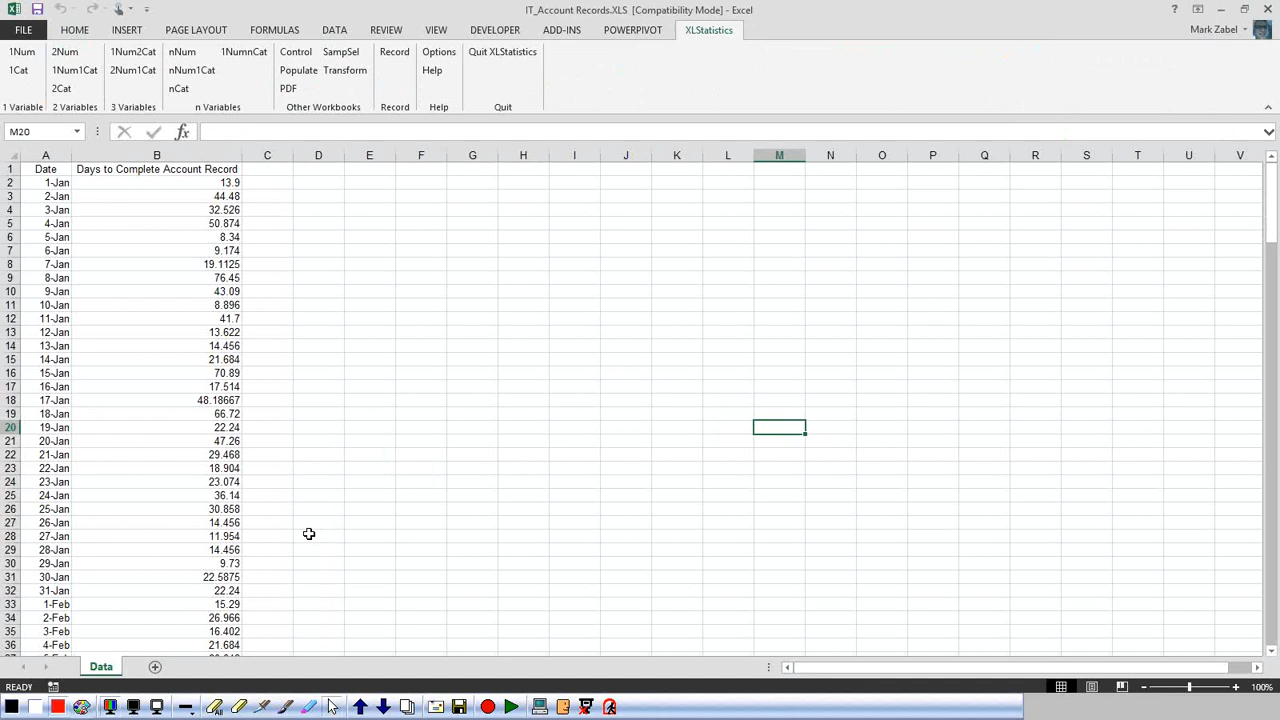 IT_Account Records.XLS [Compatibility Mode] - Excel
FILE HOME INSERT PAGE LAYOUT FORMULAS DATA REVIEW VIEW DEVELOPER ADD-INS POWERPIVOT XLStatistics Mark Zabel
1Num 2Num 1Num2Cat nNum 1NumnCat Control SampSel Record Options Quit XLStatistics
1Cat 1Num1Cat 2Num1Cat nNum1Cat Populate Transform Help
2Cat nCat PDF
1 Variable 2 Variables 3 Variables n Variables Other Workbooks Record Help Quit
M20 fx
A B C D E F G H I J K L M N O P Q R S T U V
1 Date Days to Complete Account Record
2 1-Jan 13.9
3 2-Jan 44.48
4 3-Jan 32.526
5 4-Jan 50.874
6 5-Jan 8.34
7 6-Jan 9.174
8 7-Jan 19.1125
9 8-Jan 76.45
10 9-Jan 43.09
11 10-Jan 8.896
12 11-Jan 41.7
13 12-Jan 13.622
14 13-Jan 14.456
15 14-Jan 21.684
16 15-Jan 70.89
17 16-Jan 17.514
18 17-Jan 48.18667
19 18-Jan 66.72
20 19-Jan 22.24
21 20-Jan 47.26
22 21-Jan 29.468
23 22-Jan 18.904
24 23-Jan 23.074
25 24-Jan 36.14
26 25-Jan 30.858
27 26-Jan 14.456
28 27-Jan 11.954
29 28-Jan 14.456
30 29-Jan 9.73
31 30-Jan 22.5875
32 31-Jan 22.24
33 1-Feb 15.29
34 2-Feb 26.966
35 3-Feb 16.402
36 4-Feb 21.684
Data
READY 100%